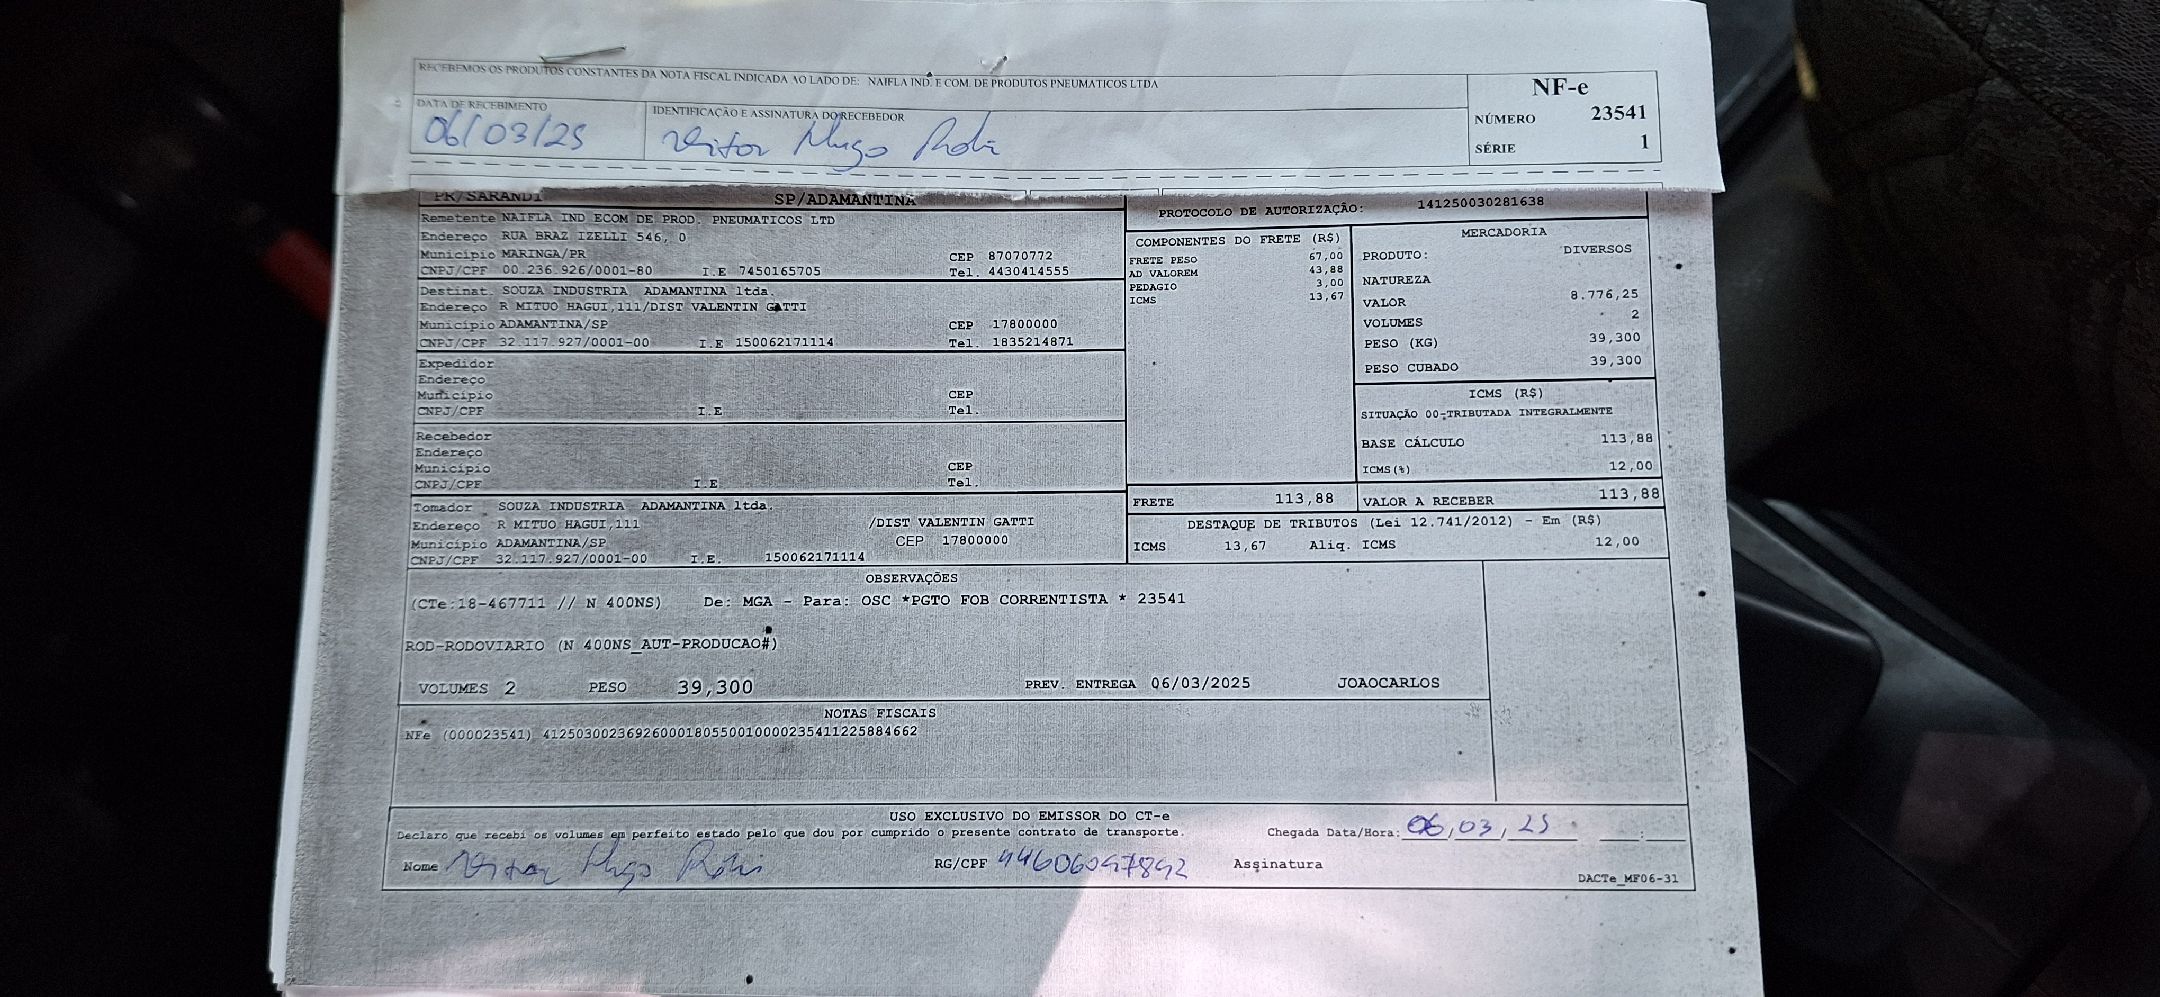 RECEBEMOS OS PRODUTOS CONSTANTES DA NOTA FISCAL INDICADA AO LADO DE: NAIFLA IND. E COM. DE PRODUTOS PNEUMATICOS LTDA
NF-e
NÚMERO 23541
SÉRIE 1
DATA DE RECEBIMENTO
06/03/25
IDENTIFICAÇÃO E ASSINATURA DO RECEBEDOR
Vitor Hugo
PR/SARANDI SP/ADAMANTINA
PROTOCOLO DE AUTORIZAÇÃO: 141250030281638
Remetente NAIFLA IND ECOM DE PROD. PNEUMATICOS LTD
Endereço RUA BRAZ IZELLI 546, 0
Município MARINGA/PR CEP 87070772
CNPJ/CPF 00.236.926/0001-80 I.E 7450165705 Tel. 4430414555
Destinat. SOUZA INDUSTRIA ADAMANTINA ltda.
Endereço R MITUO HAGUI,111/DIST VALENTIN GATTI
Município ADAMANTINA/SP CEP 17800000
CNPJ/CPF 32.117.927/0001-00 I.E 150062171114 Tel. 1835214871
Expedidor
Endereço
Município CEP
CNPJ/CPF I.E Tel.
Recebedor
Endereço
Município CEP
CNPJ/CPF I.E Tel.
Tomador SOUZA INDUSTRIA ADAMANTINA ltda.
Endereço R MITUO HAGUI,111 /DIST VALENTIN GATTI
Município ADAMANTINA/SP CEP 17800000
CNPJ/CPF 32.117.927/0001-00 I.E. 150062171114
COMPONENTES DO FRETE (R$)
FRETE PESO 67,00
AD VALOREM 43,88
PEDAGIO 3,00
ICMS 13,67
MERCADORIA
PRODUTO: DIVERSOS
NATUREZA
VALOR 8.776,25
VOLUMES 2
PESO (KG) 39,300
PESO CUBADO 39,300
ICMS (R$)
SITUAÇÃO 00-TRIBUTADA INTEGRALMENTE
BASE CÁLCULO 113,88
ICMS(%) 12,00
FRETE 113,88 VALOR A RECEBER 113,88
DESTAQUE DE TRIBUTOS (Lei 12.741/2012) - Em (R$)
ICMS 13,67 Aliq. ICMS 12,00
OBSERVAÇÕES
(CTe:18-467711 // N 400NS) De: MGA - Para: OSC *PGTO FOB CORRENTISTA * 23541
ROD-RODOVIARIO (N 400NS_AUT-PRODUCAO#)
VOLUMES 2 PESO 39,300 PREV. ENTREGA 06/03/2025 JOAOCARLOS
NOTAS FISCAIS
NFe (000023541) 41250300236926000180550010000235411225884662
USO EXCLUSIVO DO EMISSOR DO CT-e
Declaro que recebi os volumes em perfeito estado pelo que dou por cumprido o presente contrato de transporte. Chegada Data/Hora: 06,03,25 :
Nome Vitor Hugo RG/CPF Assinatura
DACTe_MF06-31